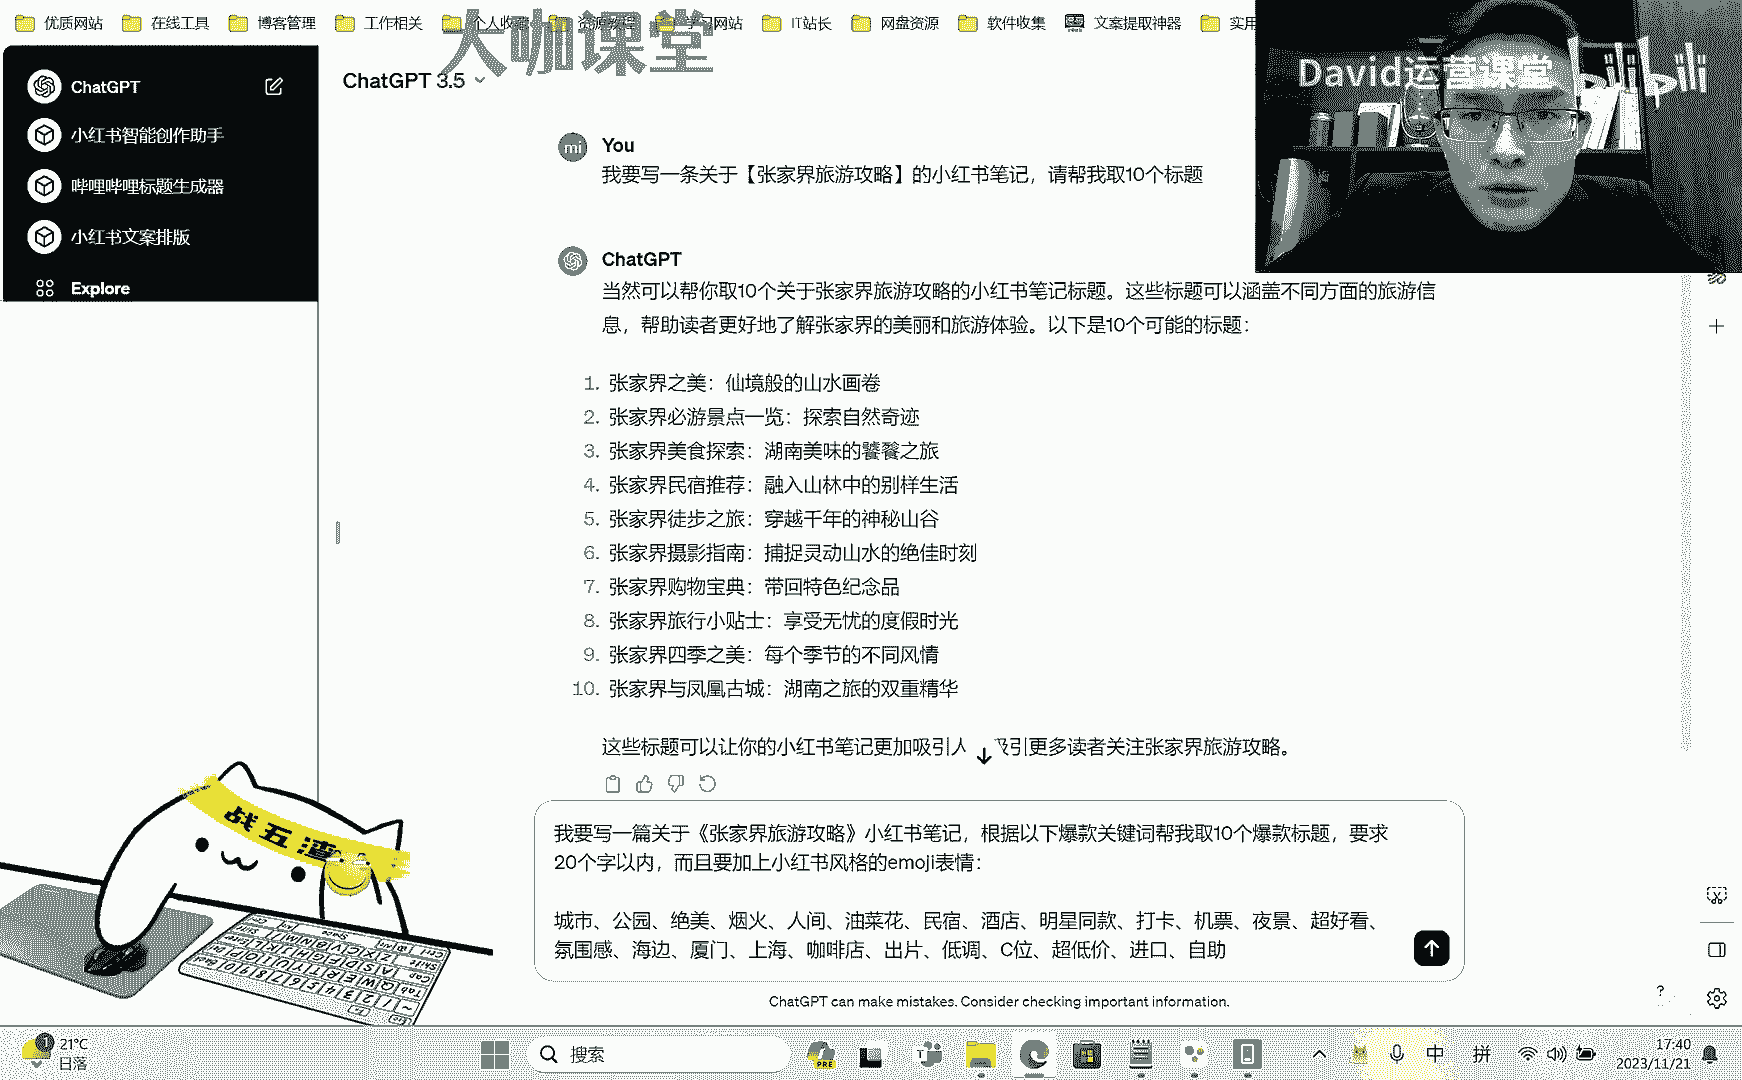 优质网站
在线工具
博客管理
工作相关
个人收藏
资源教程
学习网站
IT站长
网盘资源
软件收集
文案提取神器
实用
大咖课堂
David运营课堂
bilibili
ChatGPT
小红书智能创作助手
哔哩哔哩标题生成器
小红书文案排版
Explore
ChatGPT 3.5
mi
You
我要写一条关于【张家界旅游攻略】的小红书笔记，请帮我取10个标题
ChatGPT
当然可以帮你取10个关于张家界旅游攻略的小红书笔记标题。这些标题可以涵盖不同方面的旅游信
息，帮助读者更好地了解张家界的美丽和旅游体验。以下是10个可能的标题：
1. 张家界之美：仙境般的山水画卷
2. 张家界必游景点一览：探索自然奇迹
3. 张家界美食探索：湖南美味的饕餮之旅
4. 张家界民宿推荐：融入山林中的别样生活
5. 张家界徒步之旅：穿越千年的神秘山谷
6. 张家界摄影指南：捕捉灵动山水的绝佳时刻
7. 张家界购物宝典：带回特色纪念品
8. 张家界旅行小贴士：享受无忧的度假时光
9. 张家界四季之美：每个季节的不同风情
10. 张家界与凤凰古城：湖南之旅的双重精华
这些标题可以让你的小红书笔记更加吸引人 吸引更多读者关注张家界旅游攻略。
我要写一篇关于《张家界旅游攻略》小红书笔记，根据以下爆款关键词帮我取10个爆款标题，要求
20个字以内，而且要加上小红书风格的emoji表情：
城市、公园、绝美、烟火、人间、油菜花、民宿、酒店、明星同款、打卡、机票、夜景、超好看、
氛围感、海边、厦门、上海、咖啡店、出片、低调、C位、超低价、进口、自助
ChatGPT can make mistakes. Consider checking important information.
?
战五渣
1
21°C
日落
搜索
PRE
中
拼
17:40
2023/11/21